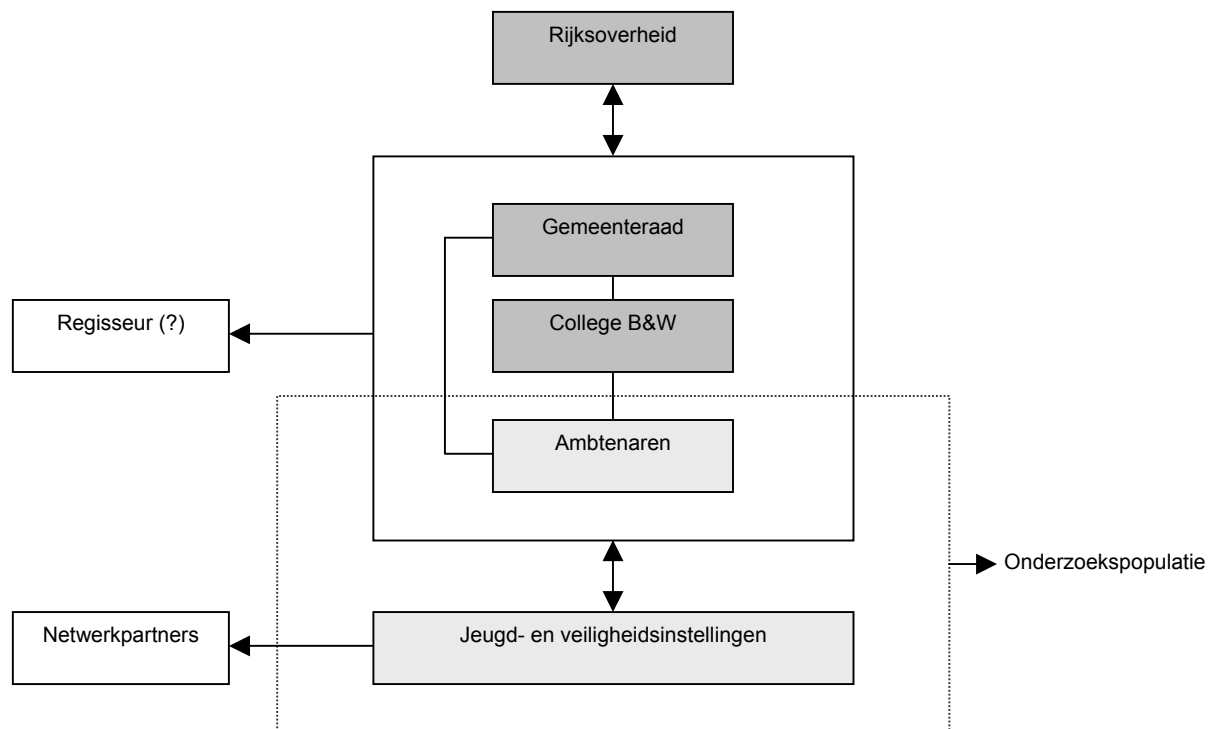 Rijksoverheid
Gemeenteraad
Regisseur (?)
College B&W
Ambtenaren
Onderzoekspopulatie
Netwerkpartners
Jeugd- en veiligheidsinstellingen